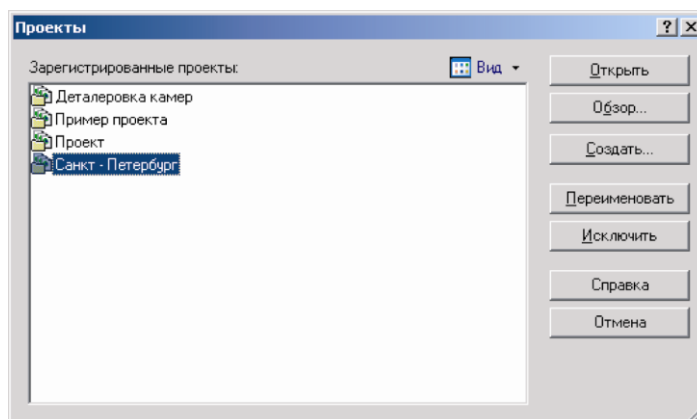 Проекты
Зарегистрированные проекты:
Вид
Деталеровка камер
Пример проекта
Проект
Санкт - Петербург
Открыть
Обзор...
Создать...
Переименовать
Исключить
Справка
Отмена